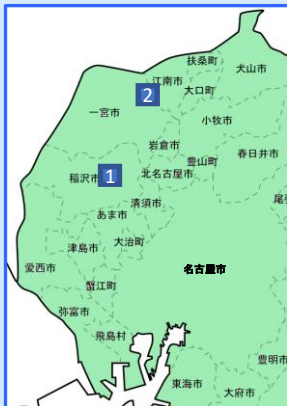 扶桑町
犬山市
江南市
大口町
2
一宮市
小牧市
岩倉市
豊山町
春日井市
稲沢市
1
北名古屋市
清須市
尾張
あま市
津島市
大治町
愛西市
名古屋市
蟹江町
弥富市
飛島村
豊明市
東海市
大府市